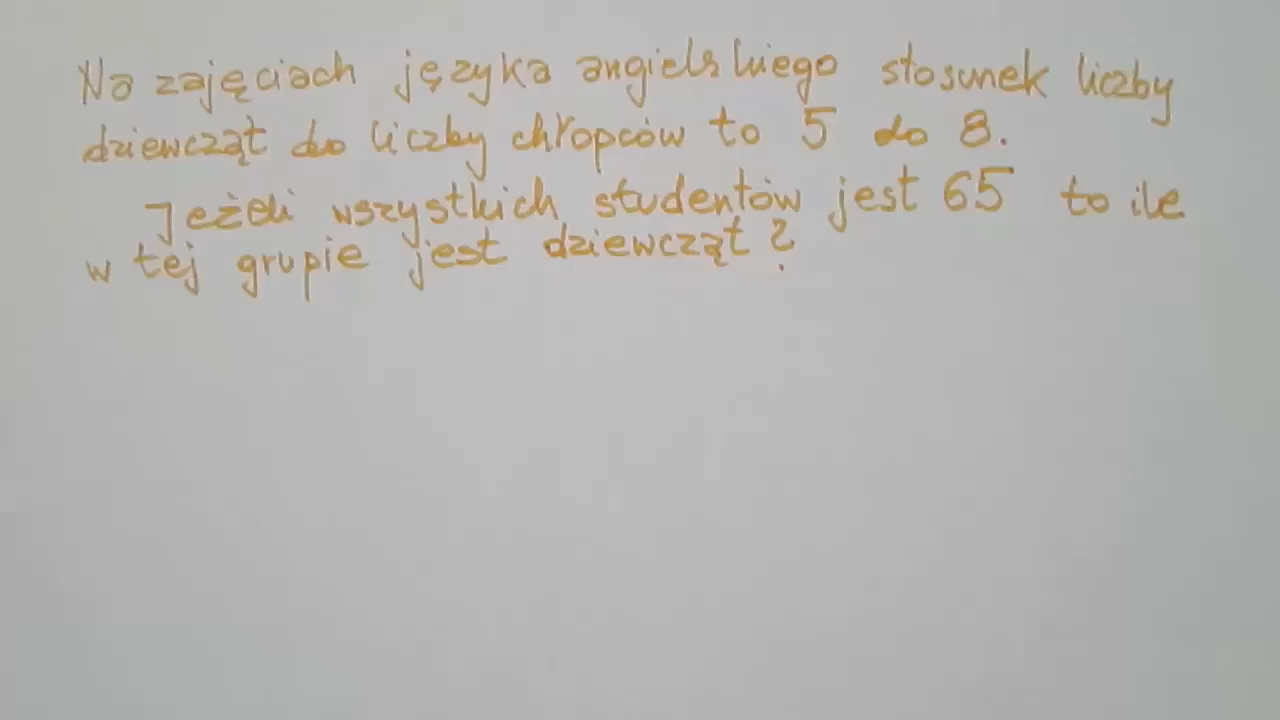 Na zajęciach języka angielskiego stosunek liczby
dziewcząt do liczby chłopców to 5 do 8.
Jeżeli wszystkich studentów jest 65 to ile
w tej grupie jest dziewcząt?